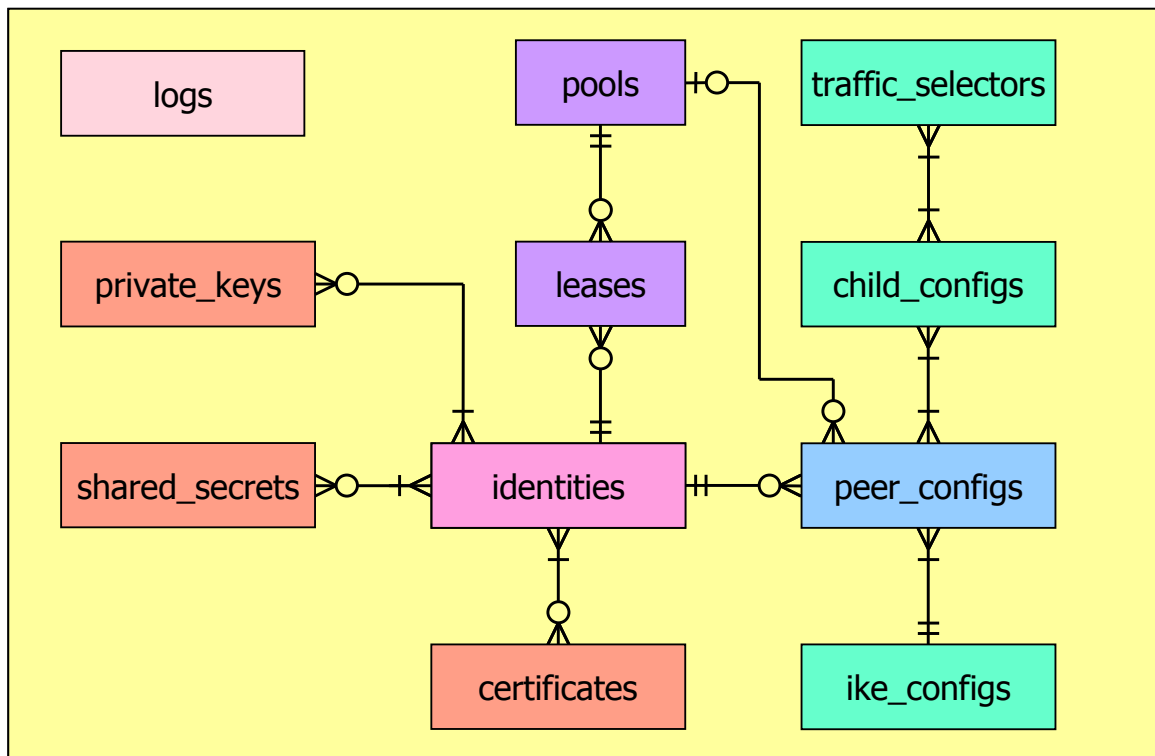 logs
pools
traffic_selectors
private_keys
leases
child_configs
shared_secrets
identities
peer_configs
certificates
ike_configs